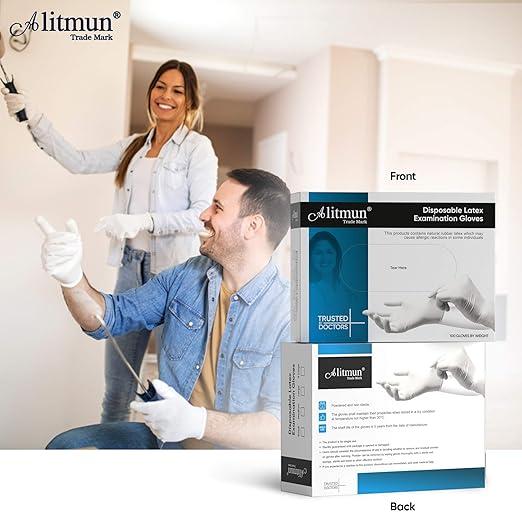 Alitmun®
Trade Mark
Front
Alitmun®
Trade Mark
Disposable Latex
Examination Gloves
This products contains natural rubber latex which may
cause allergic reactions in some individuals
Tear Here
TRUSTED
DOCTORS
100 GLOVES BY WEIGHT
Alitmun®
Trade Mark
Disposable Latex
Examination Gloves
Alitmun®
Powdered and non sterile.
The gloves shall maintain their properties when stored in a dry condition
at temperature not higher than 30°C
The shelf life of the gloves is 5 years from the date of manufacture
This product is for single use
TRUSTED
DOCTORS
Back